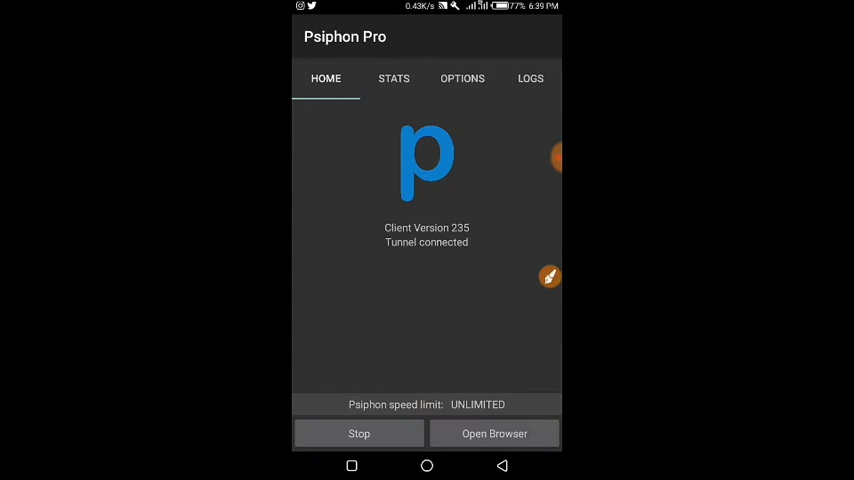 0.43K/s 77% 6:39 PM
Psiphon Pro
HOME STATS OPTIONS LOGS
p
Client Version 235
Tunnel connected
Psiphon speed limit: UNLIMITED
Stop Open Browser